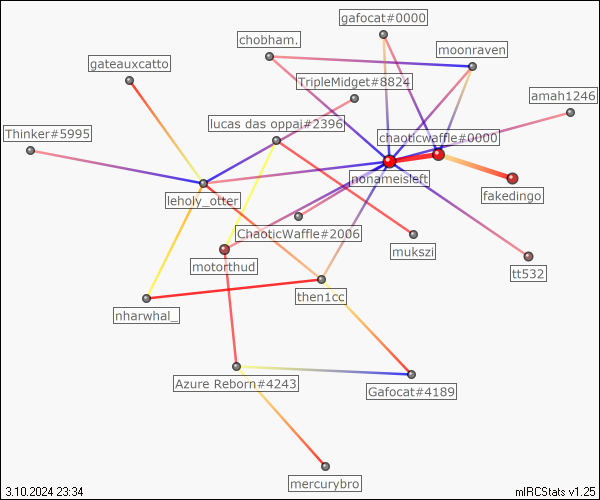 gafocat#0000
chobham.
moonraven
gateauxcatto
TripleMidget#8824
amah1246
lucas das oppai#2396
Thinker#5995
chaoticwaffle#0000
nonameisleft
fakedingo
leholy_otter
ChaoticWaffle#2006
mukszi
motorthud
tt532
then1cc
nharwhal_
Azure Reborn#4243
Gafocat#4189
mercurybro
3.10.2024 23:34
mIRCStats v1.25